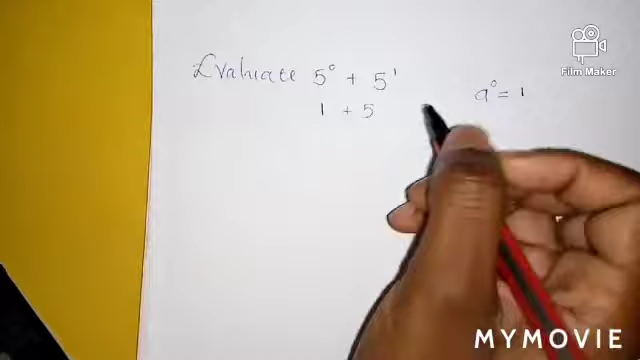 Evaluate 5⁰ + 5¹
1 + 5
a⁰ = 1
Film Maker
MYMOVIE